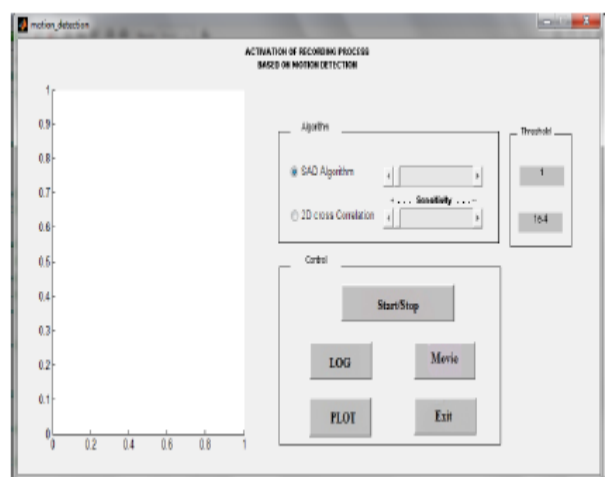 motion_detection
ACTIVATION OF RECORDING PROCESS
BASED ON MOTION DETECTION
1
0.9
0.8
0.7
0.6
0.5
0.4
0.3
0.2
0.1
0
0 0.2 0.4 0.6 0.8 1
Algorithm
SAD Algorithm
+ . . . Sensitivity . . . -
2D cross Correlation
Threshold
1
Control
Start/Stop
LOG
Movie
PLOT
Exit